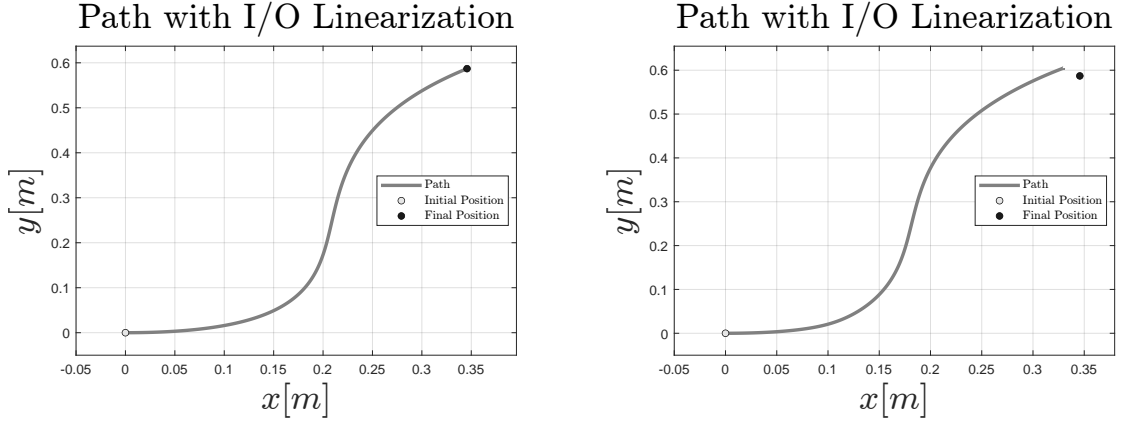 Path with I/O Linearization
0.6
0.5
0.4
0.3
0.2
0.1
0
y[m]
Path
Initial Position
Final Position
-0.05 0 0.05 0.1 0.15 0.2 0.25 0.3 0.35
x[m]
Path with I/O Linearization
0.6
0.5
0.4
0.3
0.2
0.1
0
y[m]
Path
Initial Position
Final Position
-0.05 0 0.05 0.1 0.15 0.2 0.25 0.3 0.35
x[m]